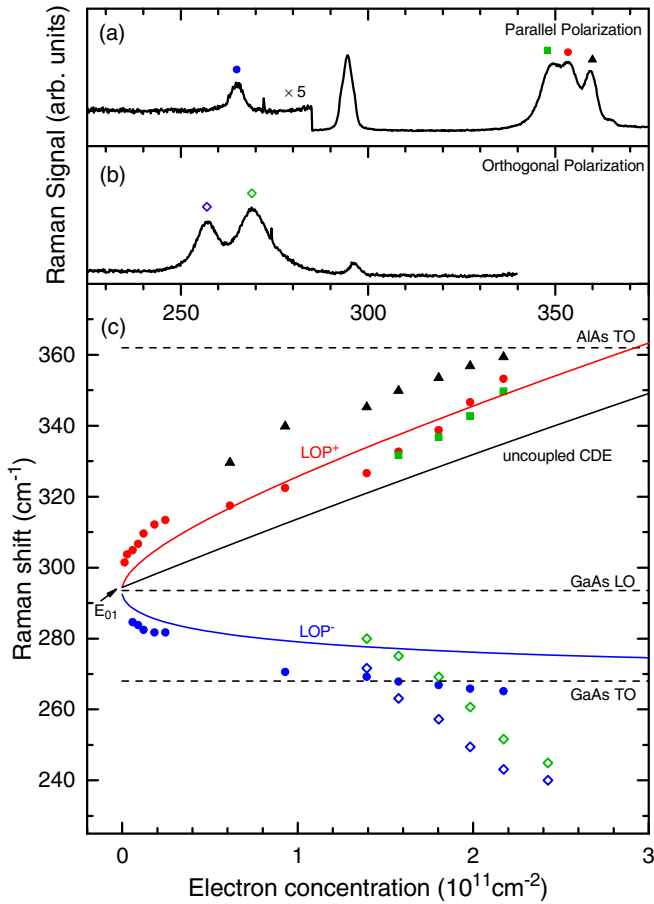 (a)
Parallel Polarization
× 5
(b)
Orthogonal Polarization
Raman Signal (arb. units)
250
300
350
(c)
AlAs TO
LOP+
uncoupled CDE
GaAs LO
E01
LOP-
GaAs TO
360
340
320
300
280
260
240
Raman shift (cm-1)
0
1
2
3
Electron concentration (10¹¹cm-2)